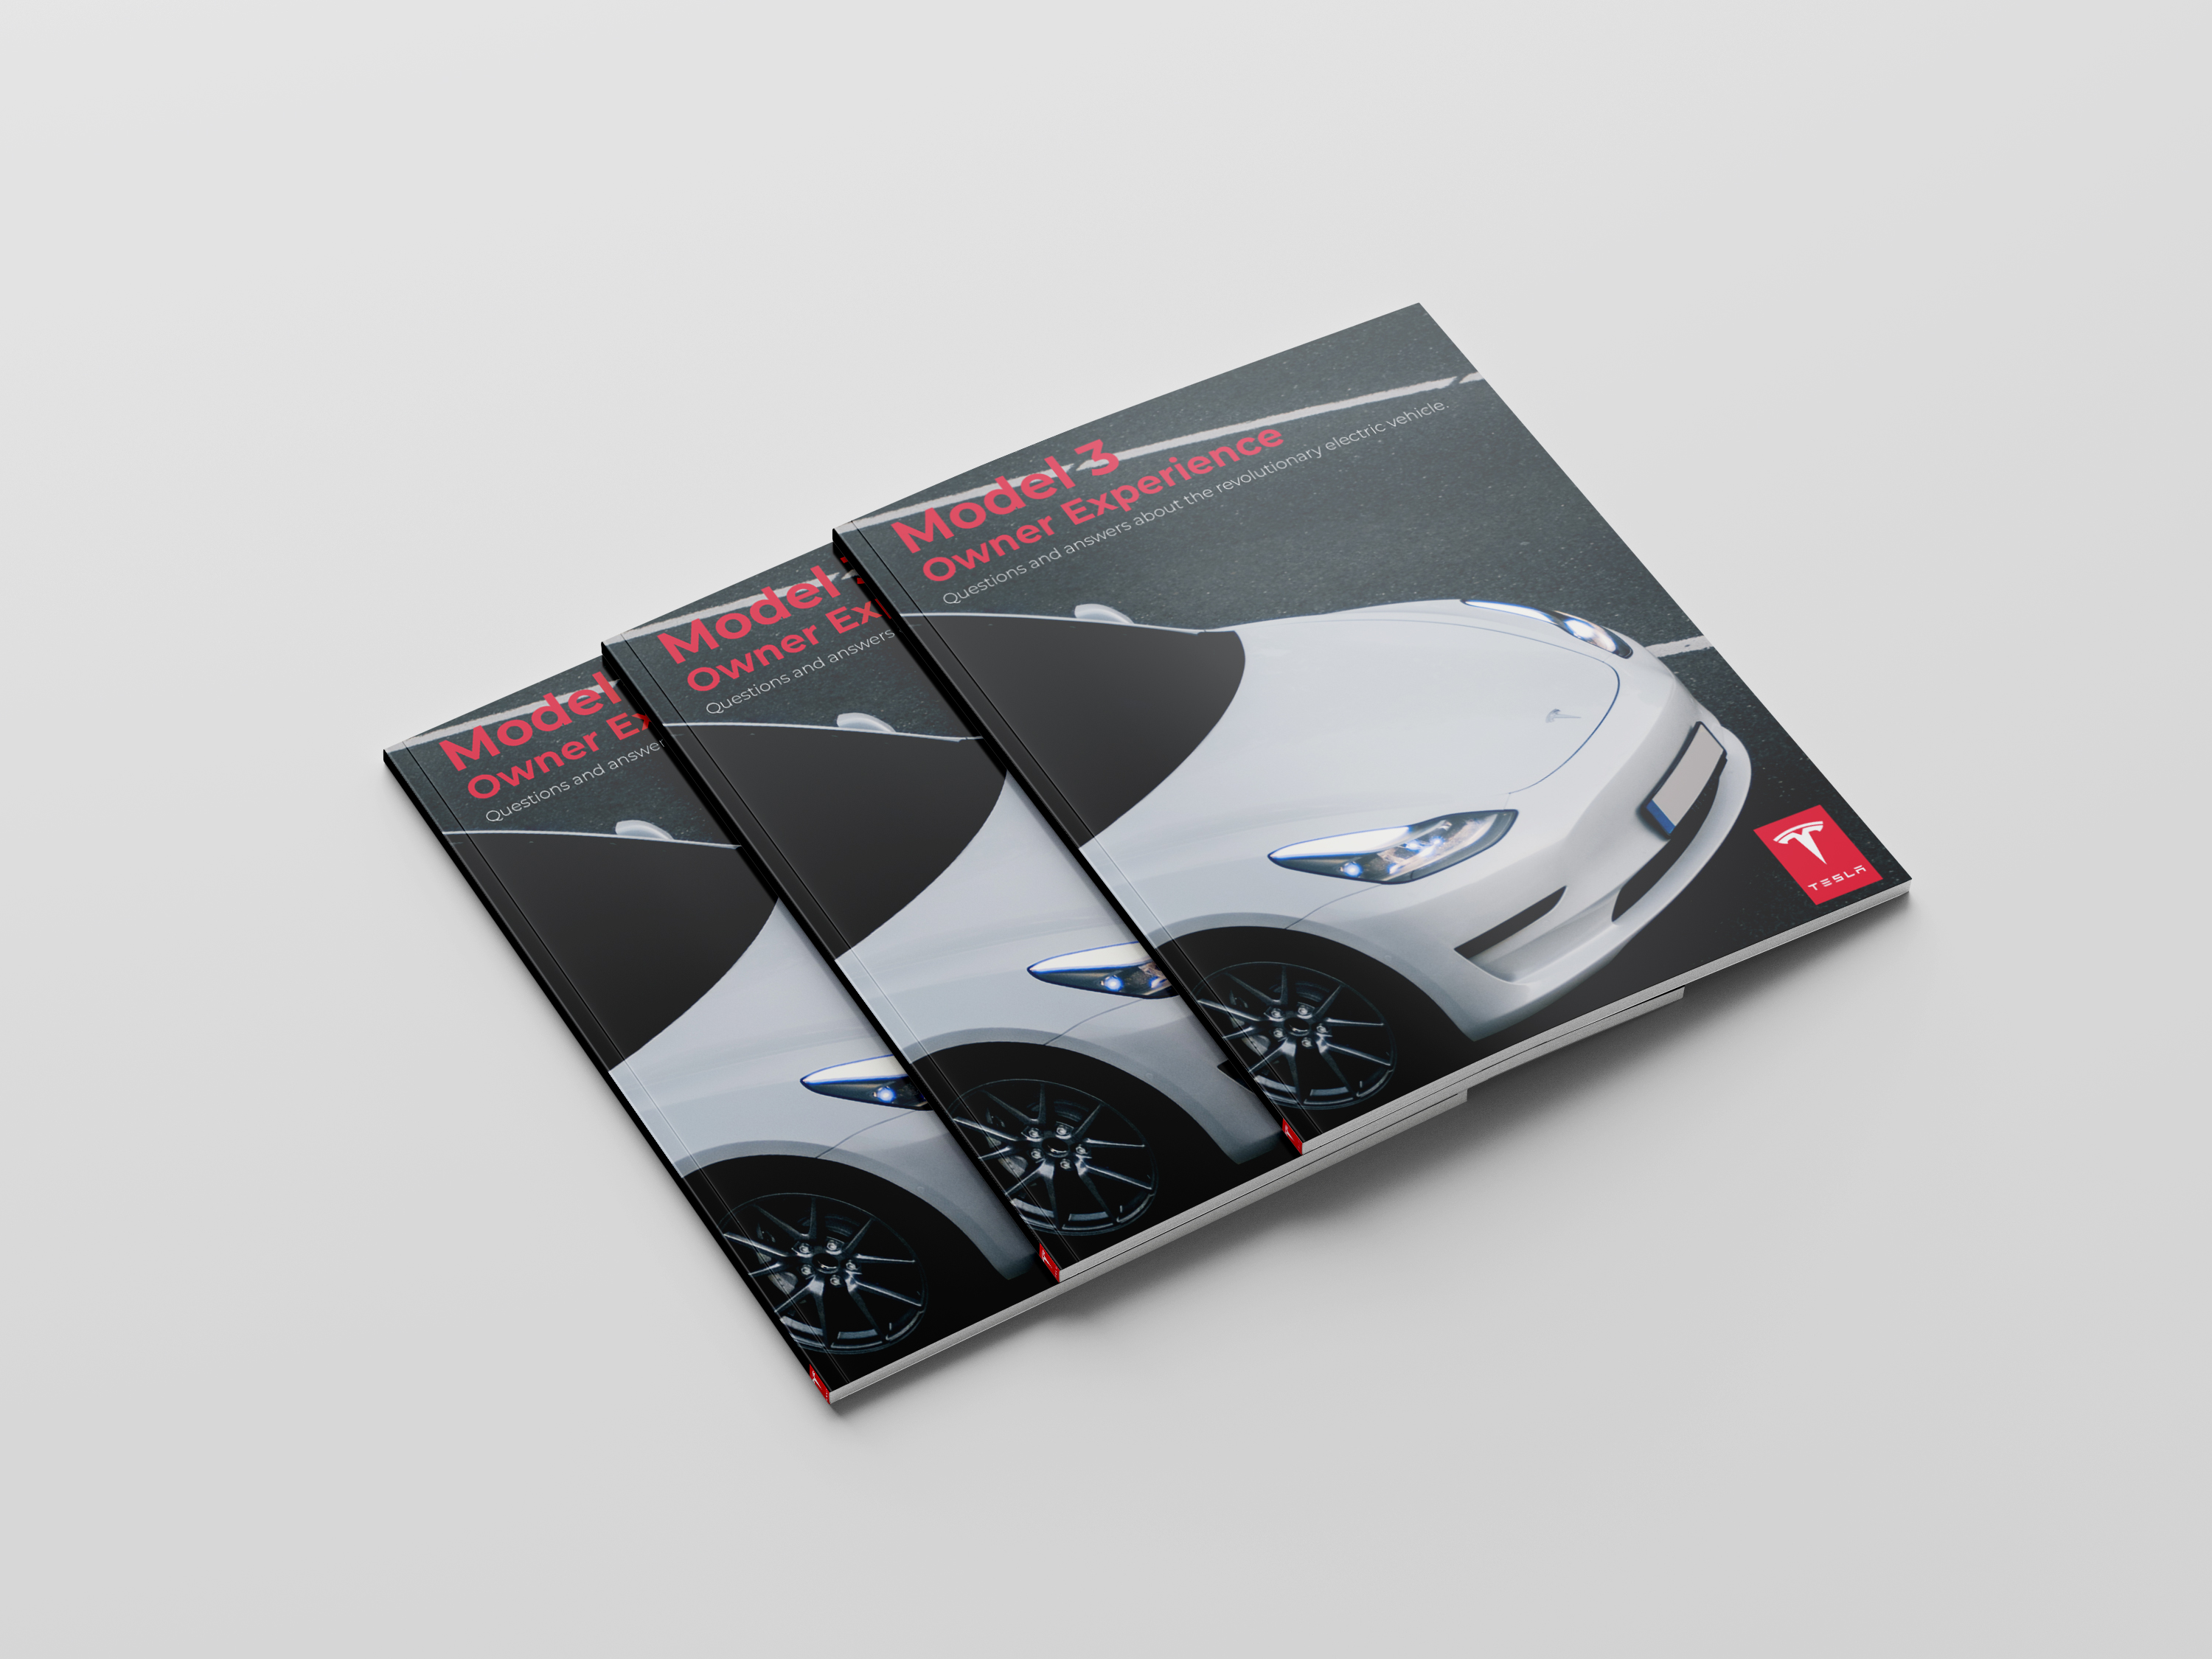 Model 3
Owner Experience
Questions and answers about the revolutionary electric vehicle.
TESLA
Model
Owner Ex
Questions and answers
Model
Owner Ex
Questions and answer